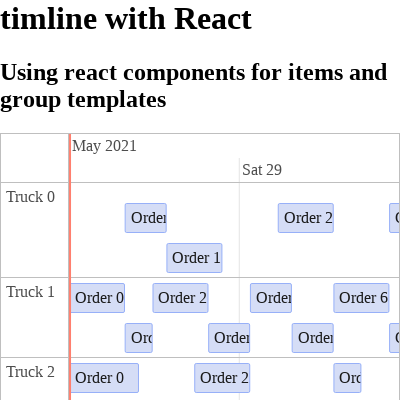 timline with React
Using react components for items and
group templates
May 2021
Sat 29
Truck 0
Order
Order 2
Order 1
Truck 1
Order 0
Order 2
Order
Order 6
Order
Order
Truck 2
Order 0
Order 2